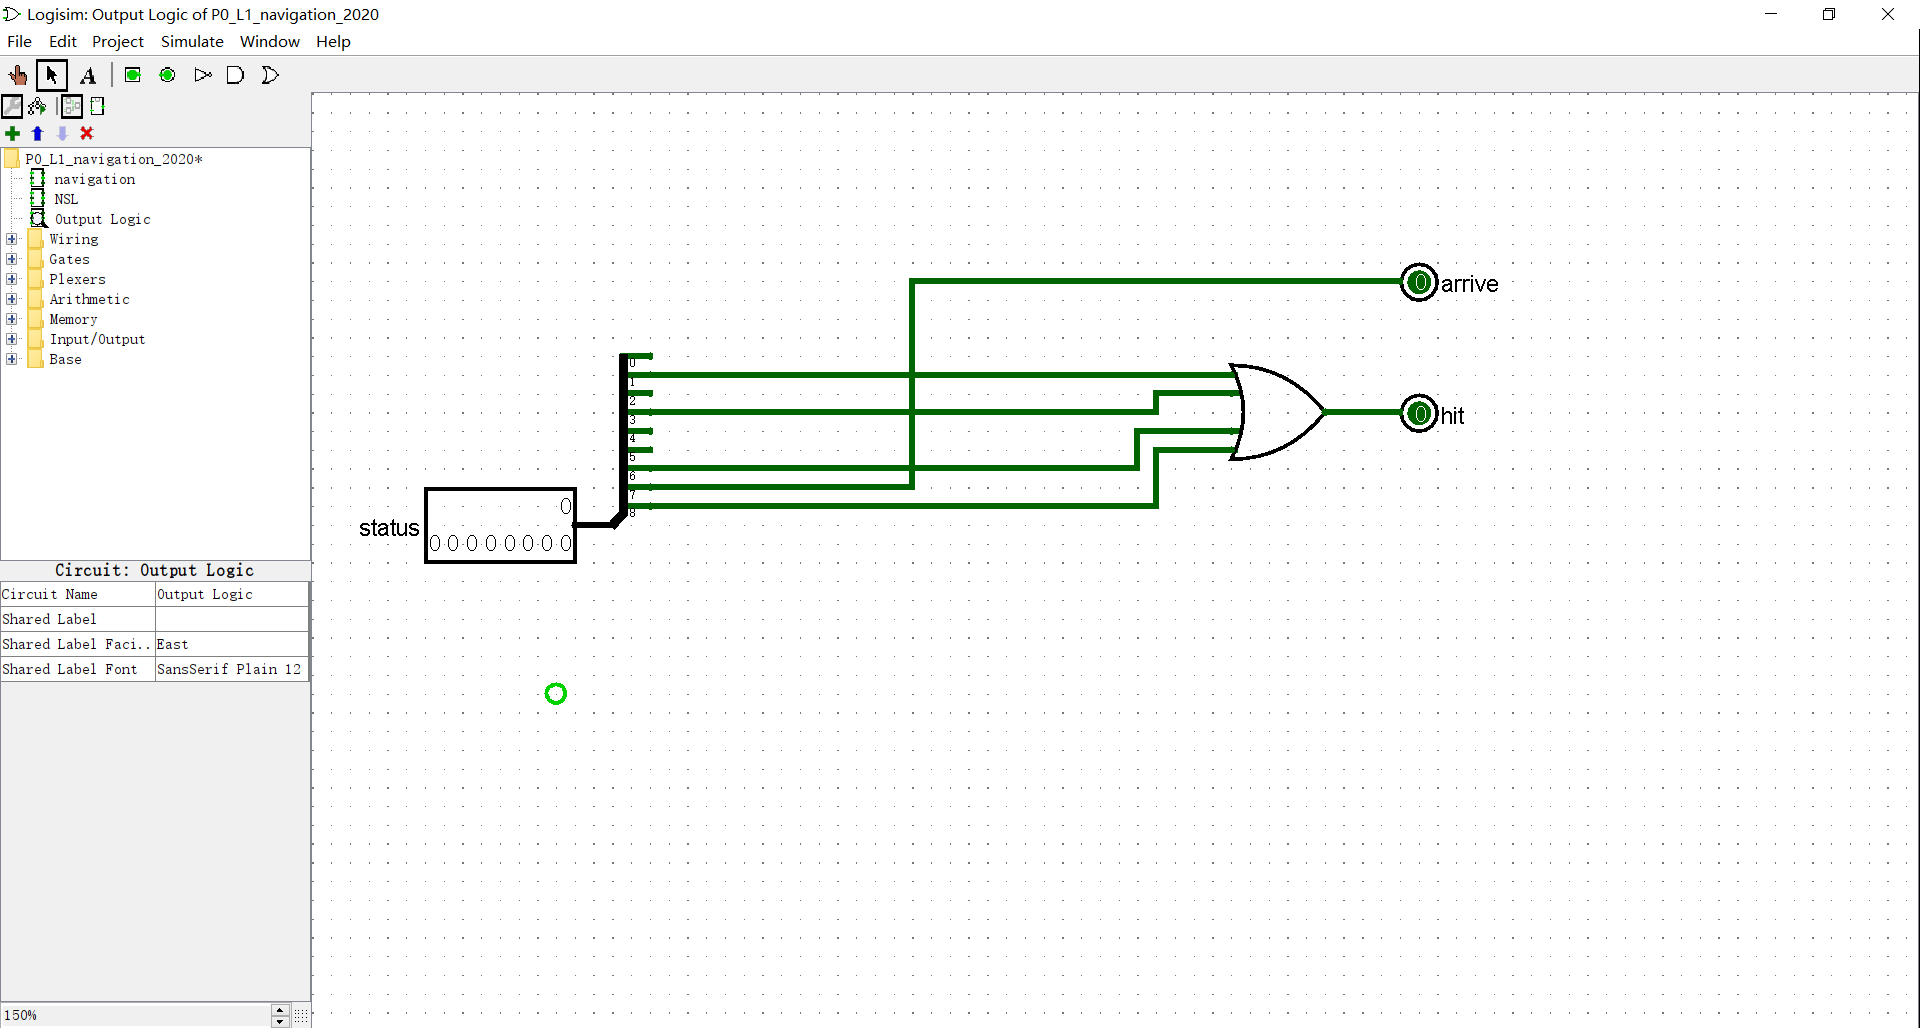 Logisim: Output Logic of P0_L1_navigation_2020
File Edit Project Simulate Window Help
A
P0_L1_navigation_2020*
navigation
NSL
Output Logic
Wiring
Gates
Plexers
Arithmetic
Memory
Input/Output
Base
Circuit: Output Logic
Circuit Name Output Logic
Shared Label
Shared Label Faci.. East
Shared Label Font SansSerif Plain 12
150%
0 arrive
0
1
2
3
4
5
6
7
8
0 hit
0
status 0 0 0 0 0 0 0 0